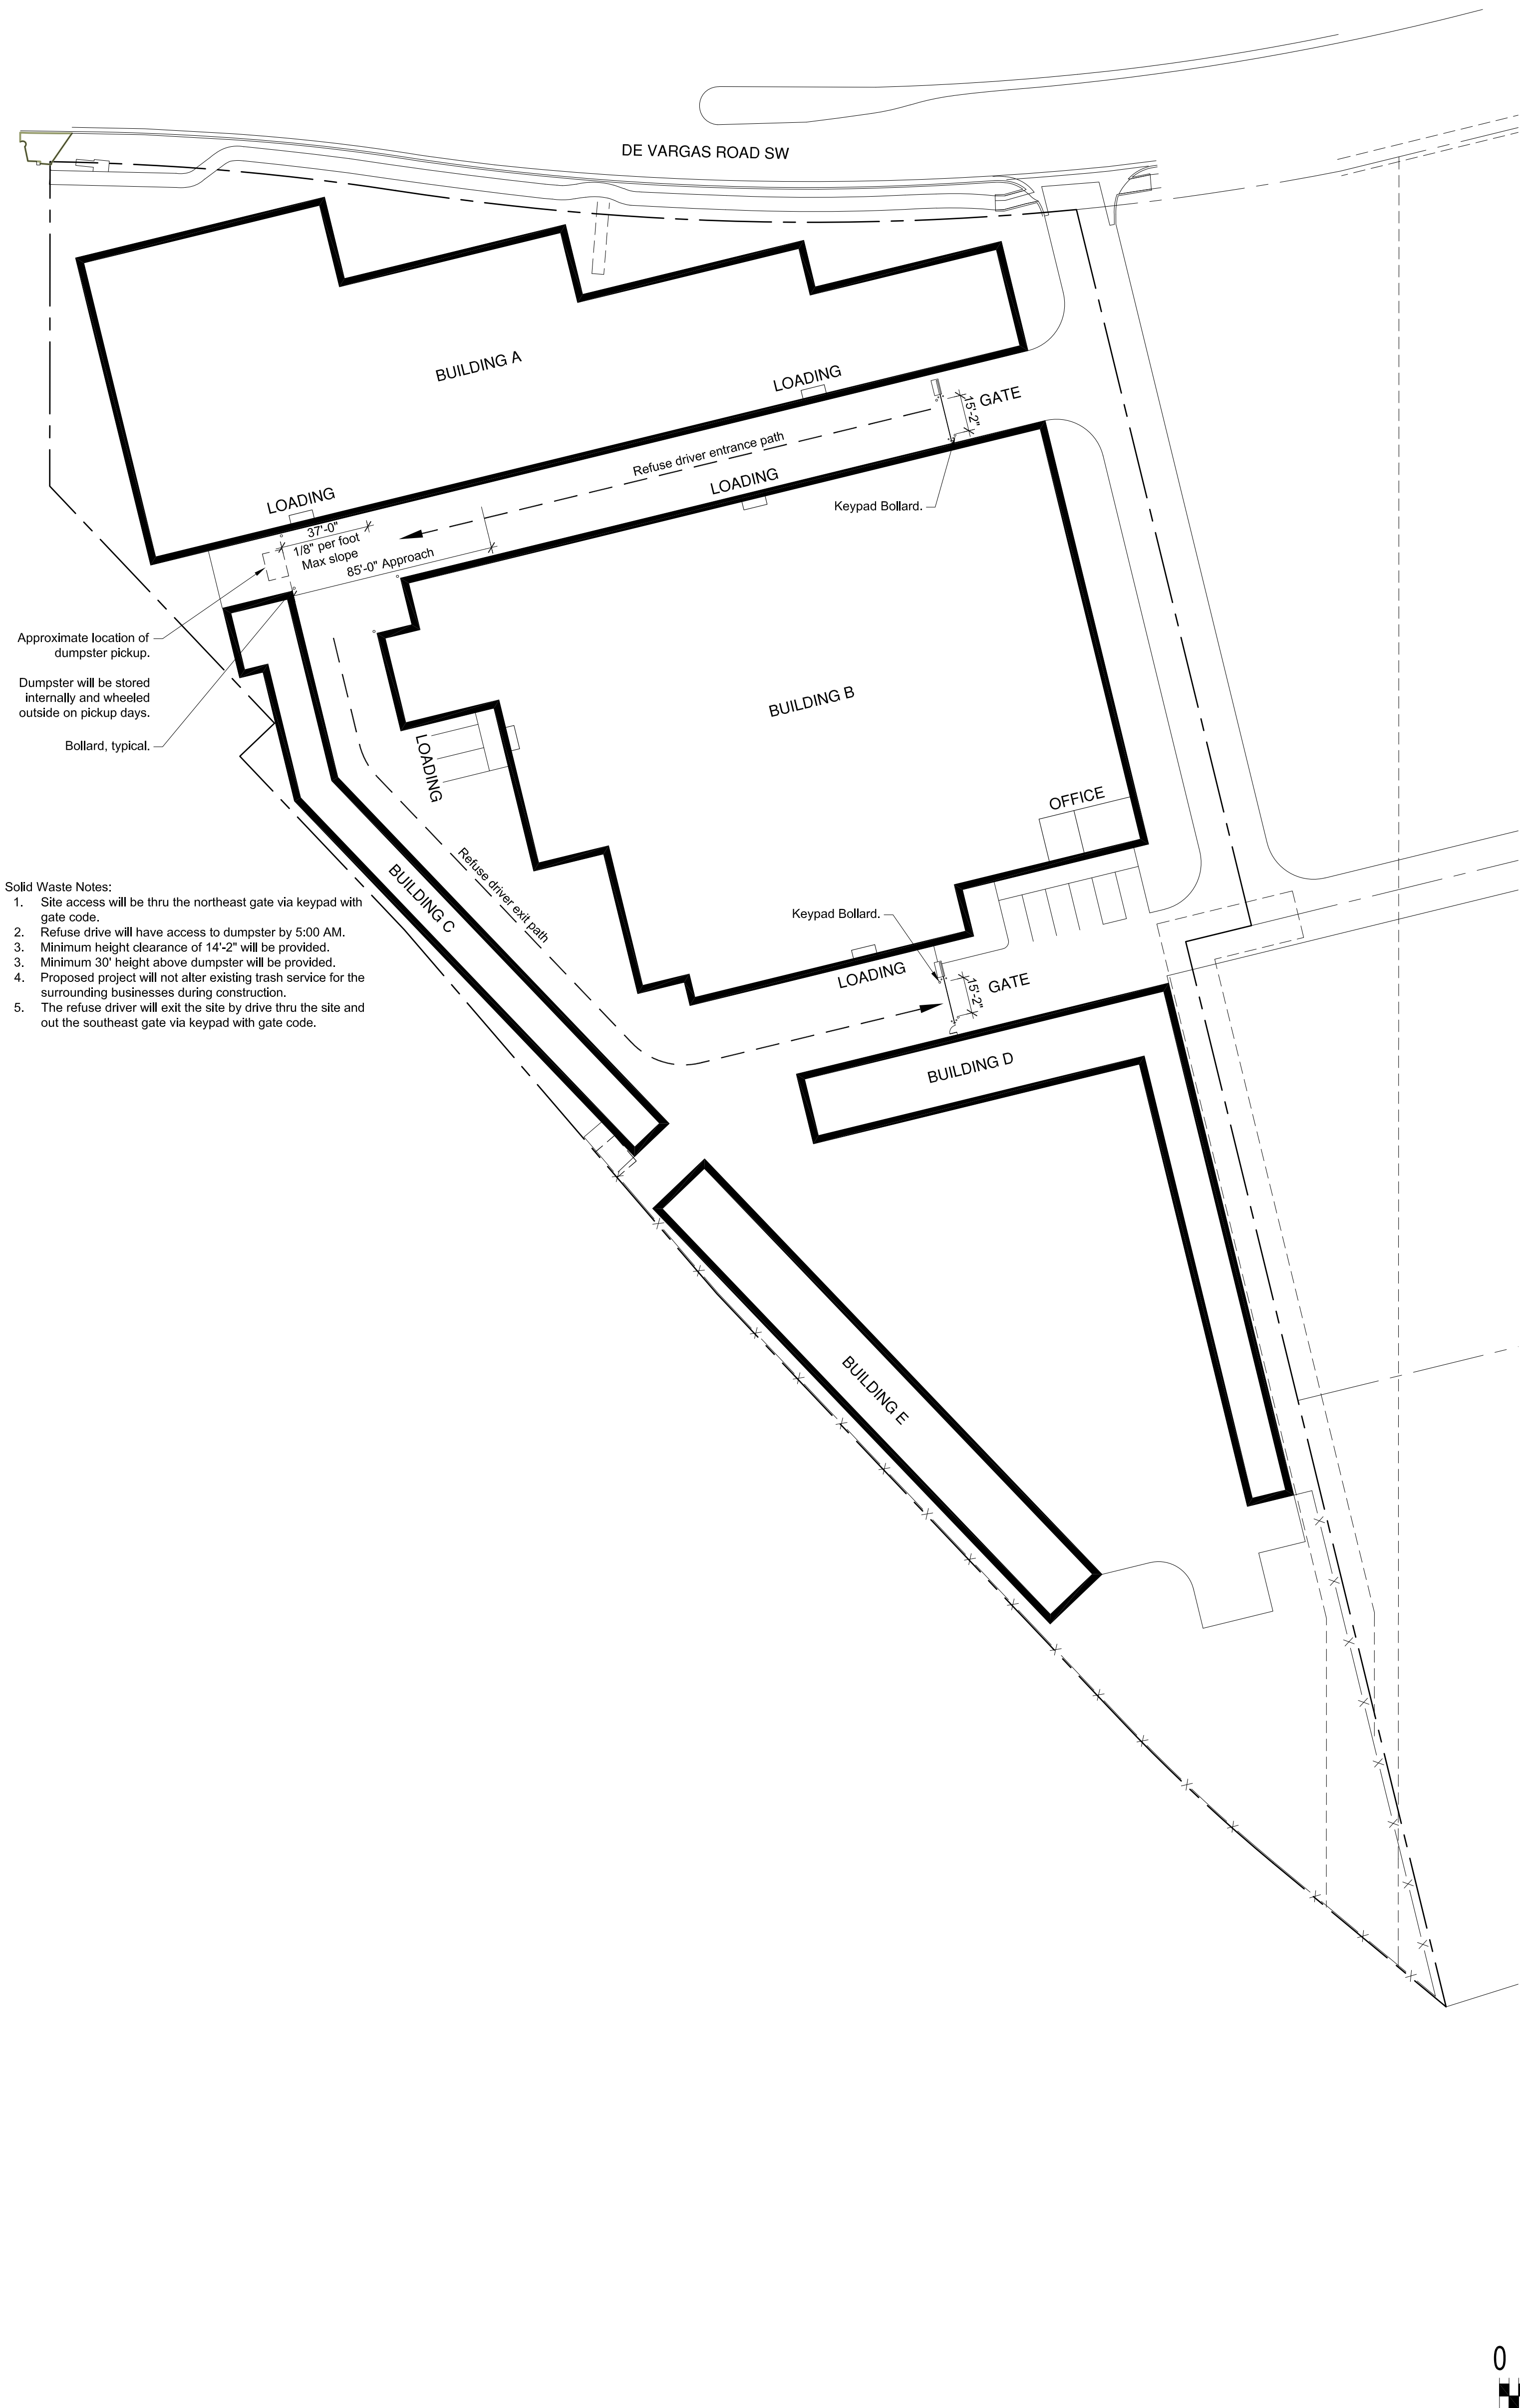 DE VARGAS ROAD SW
BUILDING A
LOADING
GATE
15'-2"
Refuse driver entrance path
LOADING
LOADING
Keypad Bollard.
37'-0"
1/8" per foot
Max slope
85'-0" Approach
Approximate location of
dumpster pickup.
Dumpster will be stored
internally and wheeled
outside on pickup days.
Bollard, typical.
BUILDING B
LOADING
OFFICE
Solid Waste Notes:
1. Site access will be thru the northeast gate via keypad with
gate code.
2. Refuse drive will have access to dumpster by 5:00 AM.
3. Minimum height clearance of 14'-2" will be provided.
3. Minimum 30' height above dumpster will be provided.
4. Proposed project will not alter existing trash service for the
surrounding businesses during construction.
5. The refuse driver will exit the site by drive thru the site and
out the southeast gate via keypad with gate code.
BUILDING C
Refuse driver exit path
Keypad Bollard.
LOADING
GATE
15'-2"
BUILDING D
BUILDING E
0